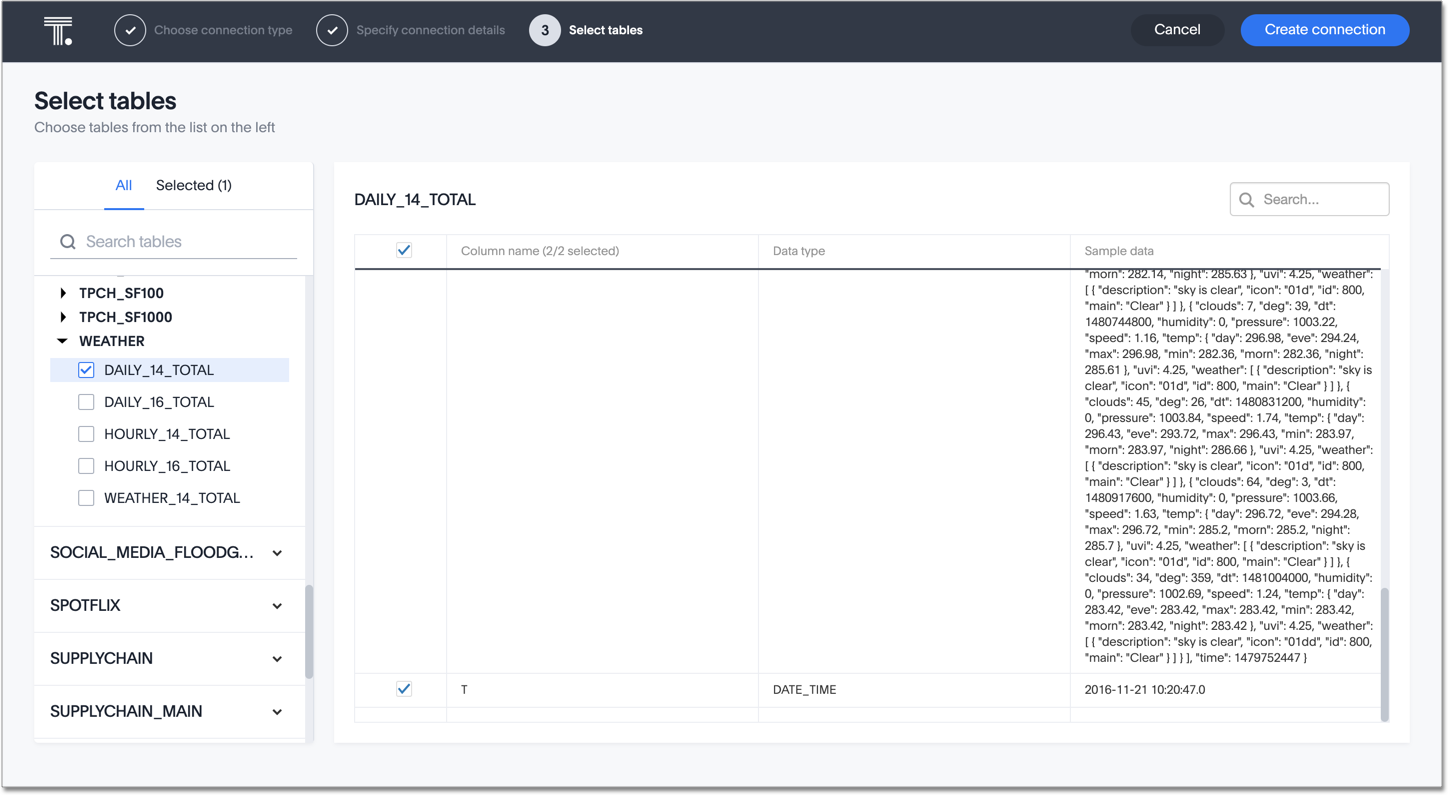 T.
Choose connection type
Specify connection details
3
Select tables
Cancel
Create connection
Select tables
Choose tables from the list on the left
All
Selected (1)
Search tables
TPCH_SF100
TPCH_SF1000
WEATHER
DAILY_14_TOTAL
DAILY_16_TOTAL
HOURLY_14_TOTAL
HOURLY_16_TOTAL
WEATHER_14_TOTAL
SOCIAL_MEDIA_FLOODG...
SPOTFLIX
SUPPLYCHAIN
SUPPLYCHAIN_MAIN
DAILY_14_TOTAL
Search...
Column name (2/2 selected)
Data type
Sample data
"morn": 282.14, "night": 285.63 }, "uvi": 4.25, "weather":
[ { "description": "sky is clear", "icon": "01d", "id": 800,
"main": "Clear" } ] }, { "clouds": 7, "deg": 39, "dt":
1480744800, "humidity": 0, "pressure": 1003.22,
"speed": 1.16, "temp": { "day": 296.98, "eve": 294.24,
"max": 296.98, "min": 282.36, "morn": 282.36, "night":
285.61 }, "uvi": 4.25, "weather": [ { "description": "sky is
clear", "icon": "01d", "id": 800, "main": "Clear" } ] }, {
"clouds": 45, "deg": 26, "dt": 1480831200, "humidity":
0, "pressure": 1003.84, "speed": 1.74, "temp": { "day":
296.43, "eve": 293.72, "max": 296.43, "min": 283.97,
"morn": 283.97, "night": 286.66 }, "uvi": 4.25, "weather":
[ { "description": "sky is clear", "icon": "01d", "id": 800,
"main": "Clear" } ] }, { "clouds": 64, "deg": 3, "dt":
1480917600, "humidity": 0, "pressure": 1003.66,
"speed": 1.63, "temp": { "day": 296.72, "eve": 294.28,
"max": 296.72, "min": 285.2, "morn": 285.2, "night":
285.7 }, "uvi": 4.25, "weather": [ { "description": "sky is
clear", "icon": "01d", "id": 800, "main": "Clear" } ] }, {
"clouds": 34, "deg": 359, "dt": 1481004000, "humidity":
0, "pressure": 1002.69, "speed": 1.24, "temp": { "day":
283.42, "eve": 283.42, "max": 283.42, "min": 283.42,
"morn": 283.42, "night": 283.42 }, "uvi": 4.25, "weather":
[ { "description": "sky is clear", "icon": "01dd", "id": 800,
"main": "Clear" } ] } ], "time": 1479752447 }
T
DATE_TIME
2016-11-21 10:20:47.0